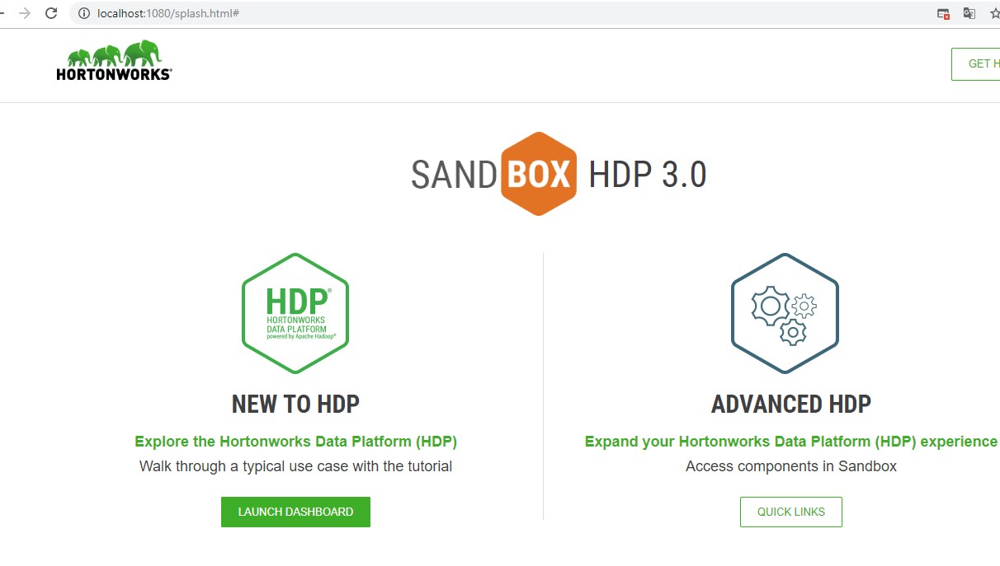 localhost:1080/splash.html#
HORTONWORKS®
GET H
SANDBOX HDP 3.0
HDP®
HORTONWORKS
DATA PLATFORM
powered by Apache Hadoop®
NEW TO HDP
Explore the Hortonworks Data Platform (HDP)
Walk through a typical use case with the tutorial
LAUNCH DASHBOARD
ADVANCED HDP
Expand your Hortonworks Data Platform (HDP) experience
Access components in Sandbox
QUICK LINKS